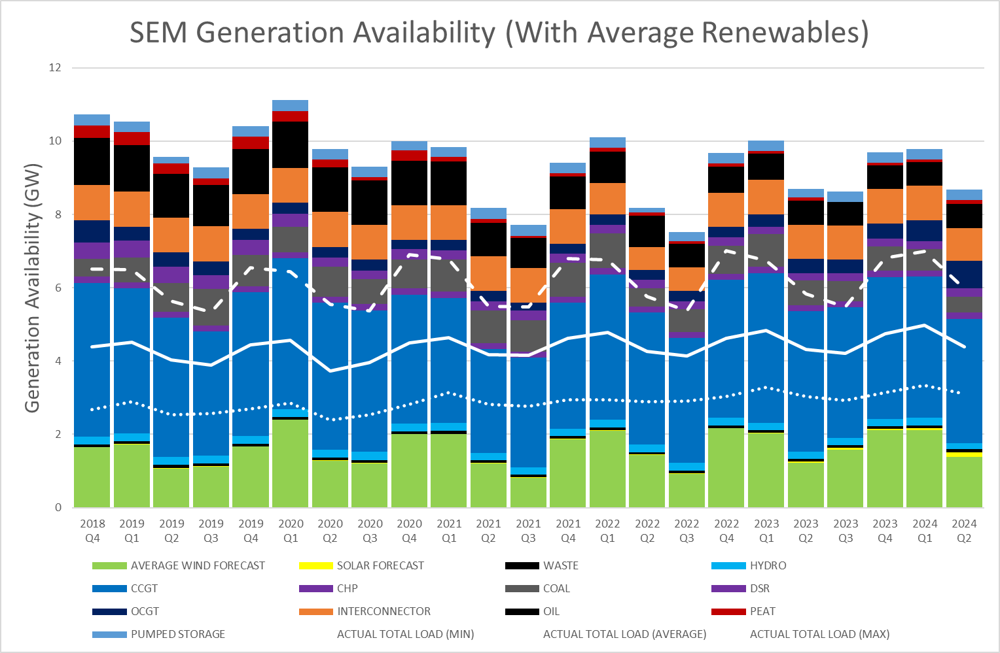 SEM Generation Availability (With Average Renewables)
Generation Availability (GW)
12
10
8
6
4
2
0
2018 2019 2019 2019 2019 2020 2020 2020 2020 2021 2021 2021 2021 2022 2022 2022 2022 2023 2023 2023 2023 2024 2024
Q4 Q1 Q2 Q3 Q4 Q1 Q2 Q3 Q4 Q1 Q2 Q3 Q4 Q1 Q2 Q3 Q4 Q1 Q2 Q3 Q4 Q1 Q2
AVERAGE WIND FORECAST SOLAR FORECAST WASTE HYDRO
CCGT CHP COAL DSR
OCGT INTERCONNECTOR OIL PEAT
PUMPED STORAGE ACTUAL TOTAL LOAD (MIN) ACTUAL TOTAL LOAD (AVERAGE) ACTUAL TOTAL LOAD (MAX)